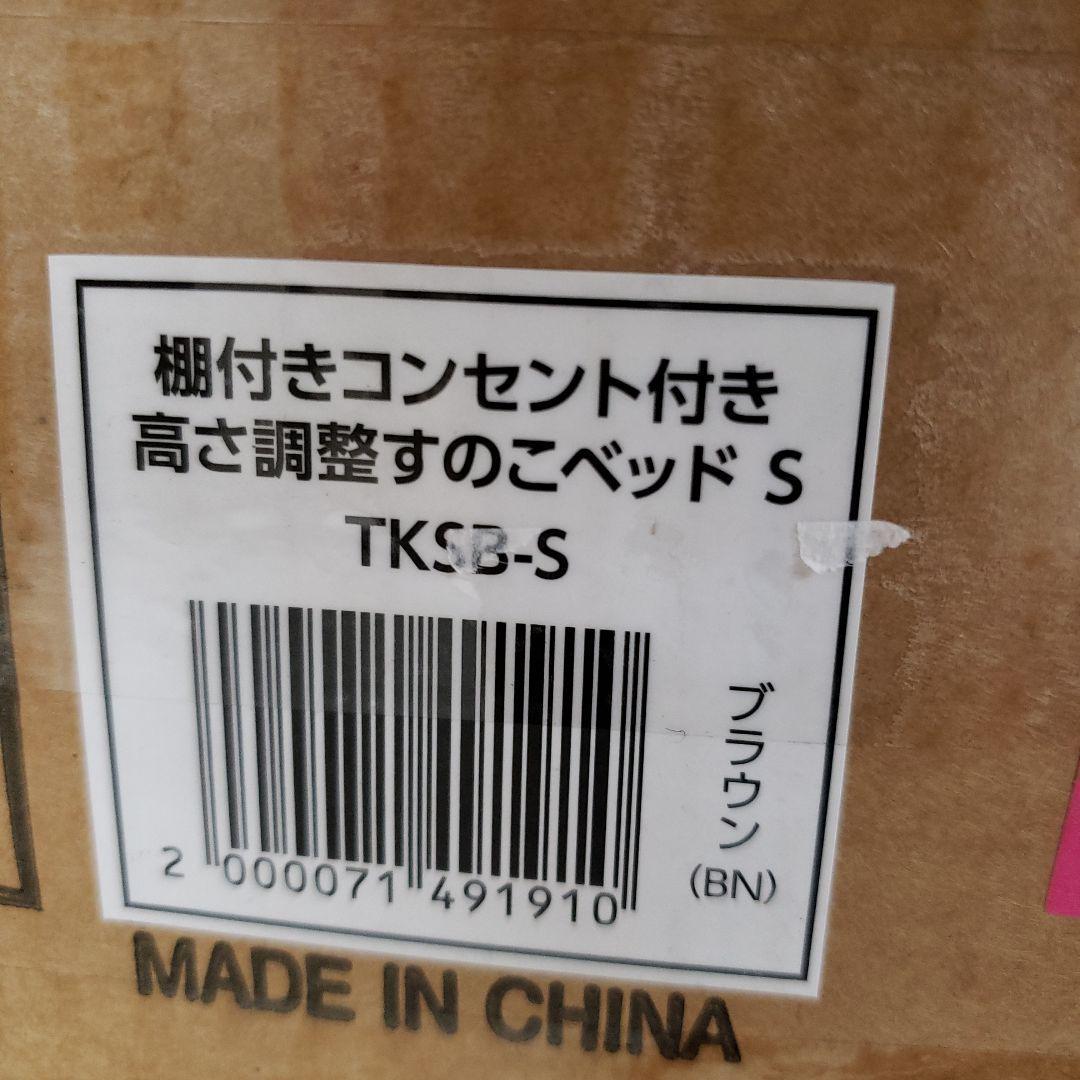 棚付きコンセント付き
高さ調整すのこベッド S
TKSB-S
ブラウン
(BN)
2 000071 491910
MADE IN CHINA